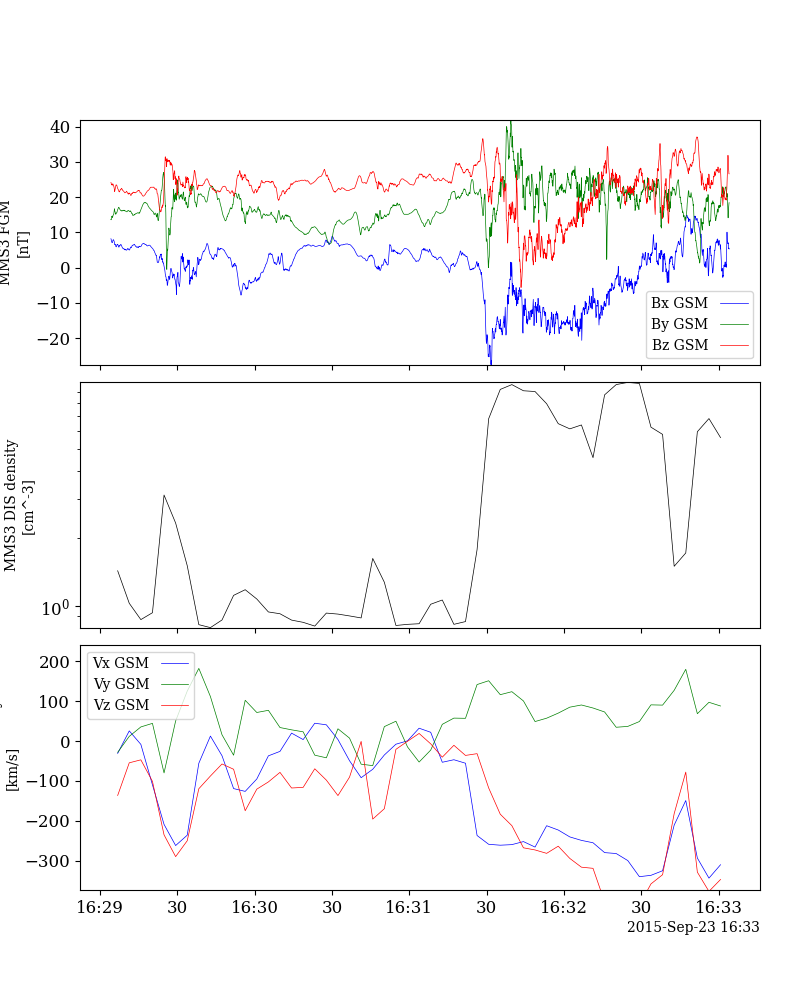 40
30
20
10
0
−10
−20
MMS3 FGM
[nT]
Bx GSM
By GSM
Bz GSM
MMS3 DIS density
[cm^-3]
10^0
200
100
0
−100
−200
−300
[km/s]
Vx GSM
Vy GSM
Vz GSM
16:29 30 16:30 30 16:31 30 16:32 30 16:33
2015-Sep-23 16:33